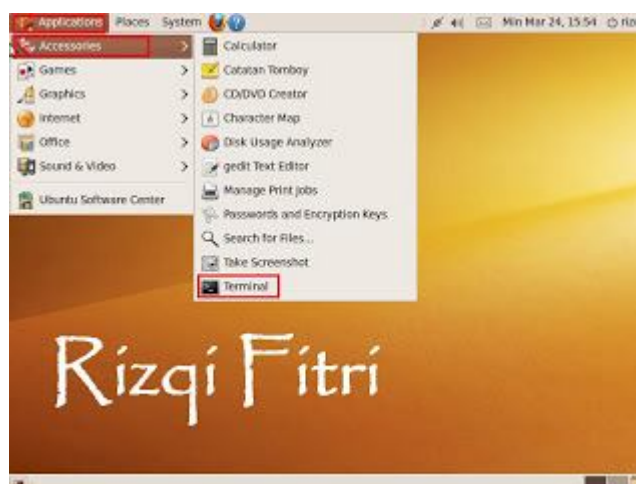 Applications Places System Min Mar 24, 15:54
Accessories
Games
Graphics
Internet
Office
Sound & Video
Ubuntu Software Center
Calculator
Catatan Tomboy
CD/DVD Creator
Character Map
Disk Usage Analyzer
gedit Text Editor
Manage Print Jobs
Passwords and Encryption Keys
Search for Files...
Take Screenshot
Terminal
Rizqi Fitri